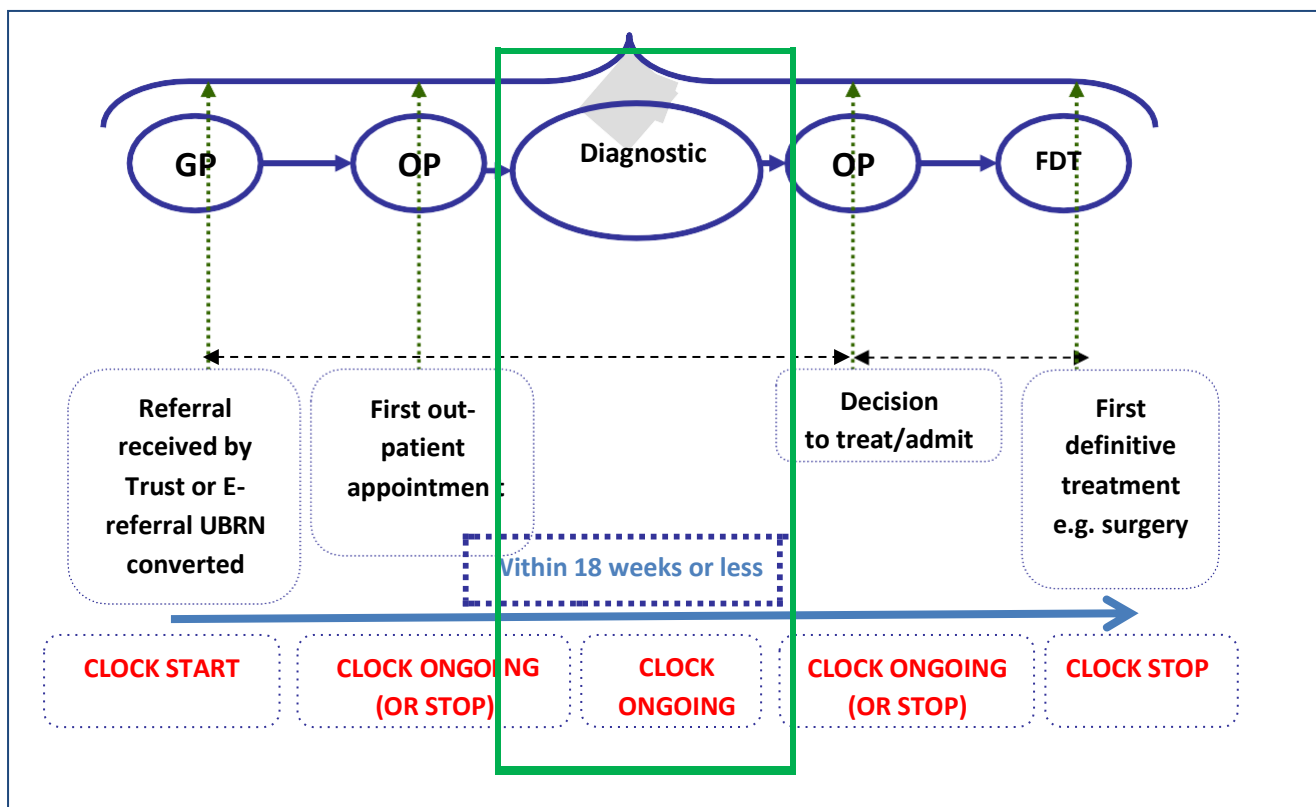 GP
OP
Diagnostic
OP
FDT
Referral
received by
Trust or E-
referral UBRN
converted
First out-
patient
appointment
Decision
to treat/admit
First
definitive
treatment
e.g. surgery
Within 18 weeks or less
CLOCK START
CLOCK ONGOING
(OR STOP)
CLOCK
ONGOING
CLOCK ONGOING
(OR STOP)
CLOCK STOP